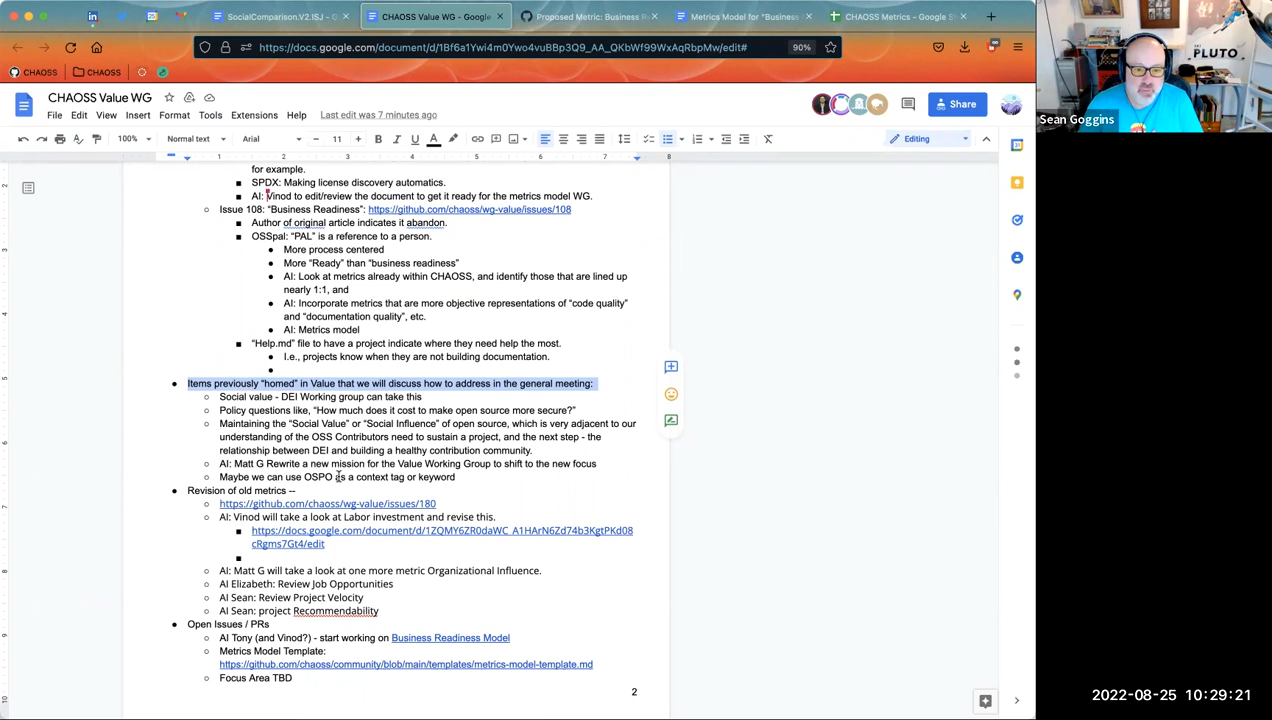 SocialComparison.V2.ISJ - G
CHAOSS Value WG - Google
Proposed Metric: Business R
Metrics Model for "Business
CHAOSS Metrics - Google S
https://docs.google.com/document/d/1Bf6a1Ywi4m0Ywo4vuBBp3Q9_AA_QKbWf99WxAqRbpMw/edit#
90%
CHAOSS
CHAOSS
CHAOSS Value WG
File Edit View Insert Format Tools Extensions Help Last edit was 7 minutes ago
Share
100% Normal text Arial 11 Editing
for example.
SPDX: Making license discovery automatics.
AI: Vinod to edit/review the document to get it ready for the metrics model WG.
Issue 108: “Business Readiness”: https://github.com/chaoss/wg-value/issues/108
Author of original article indicates it abandon.
OSSpal: “PAL” is a reference to a person.
More process centered
More “Ready” than “business readiness”
AI: Look at metrics already within CHAOSS, and identify those that are lined up
nearly 1:1, and
AI: Incorporate metrics that are more objective representations of “code quality”
and “documentation quality”, etc.
AI: Metrics model
“Help.md” file to have a project indicate where they need help the most.
I.e., projects know when they are not building documentation.
Items previously “homed” in Value that we will discuss how to address in the general meeting:
Social value - DEI Working group can take this
Policy questions like, “How much does it cost to make open source more secure?”
Maintaining the “Social Value” or “Social Influence” of open source, which is very adjacent to our
understanding of the OSS Contributors need to sustain a project, and the next step - the
relationship between DEI and building a healthy contribution community.
AI: Matt G Rewrite a new mission for the Value Working Group to shift to the new focus
Maybe we can use OSPO as a context tag or keyword
Revision of old metrics --
https://github.com/chaoss/wg-value/issues/180
AI: Vinod will take a look at Labor investment and revise this.
https://docs.google.com/document/d/1ZQMY6ZR0daWC_A1HArN6Zd74b3KgtPKd08
cRgms7Gt4/edit
AI: Matt G will take a look at one more metric Organizational Influence.
AI Elizabeth: Review Job Opportunities
AI Sean: Review Project Velocity
AI Sean: project Recommendability
Open Issues / PRs
AI Tony (and Vinod?) - start working on Business Readiness Model
Metrics Model Template:
https://github.com/chaoss/community/blob/main/templates/metrics-model-template.md
Focus Area TBD
2
PLUTO
Sean Goggins
2022-08-25 10:29:21